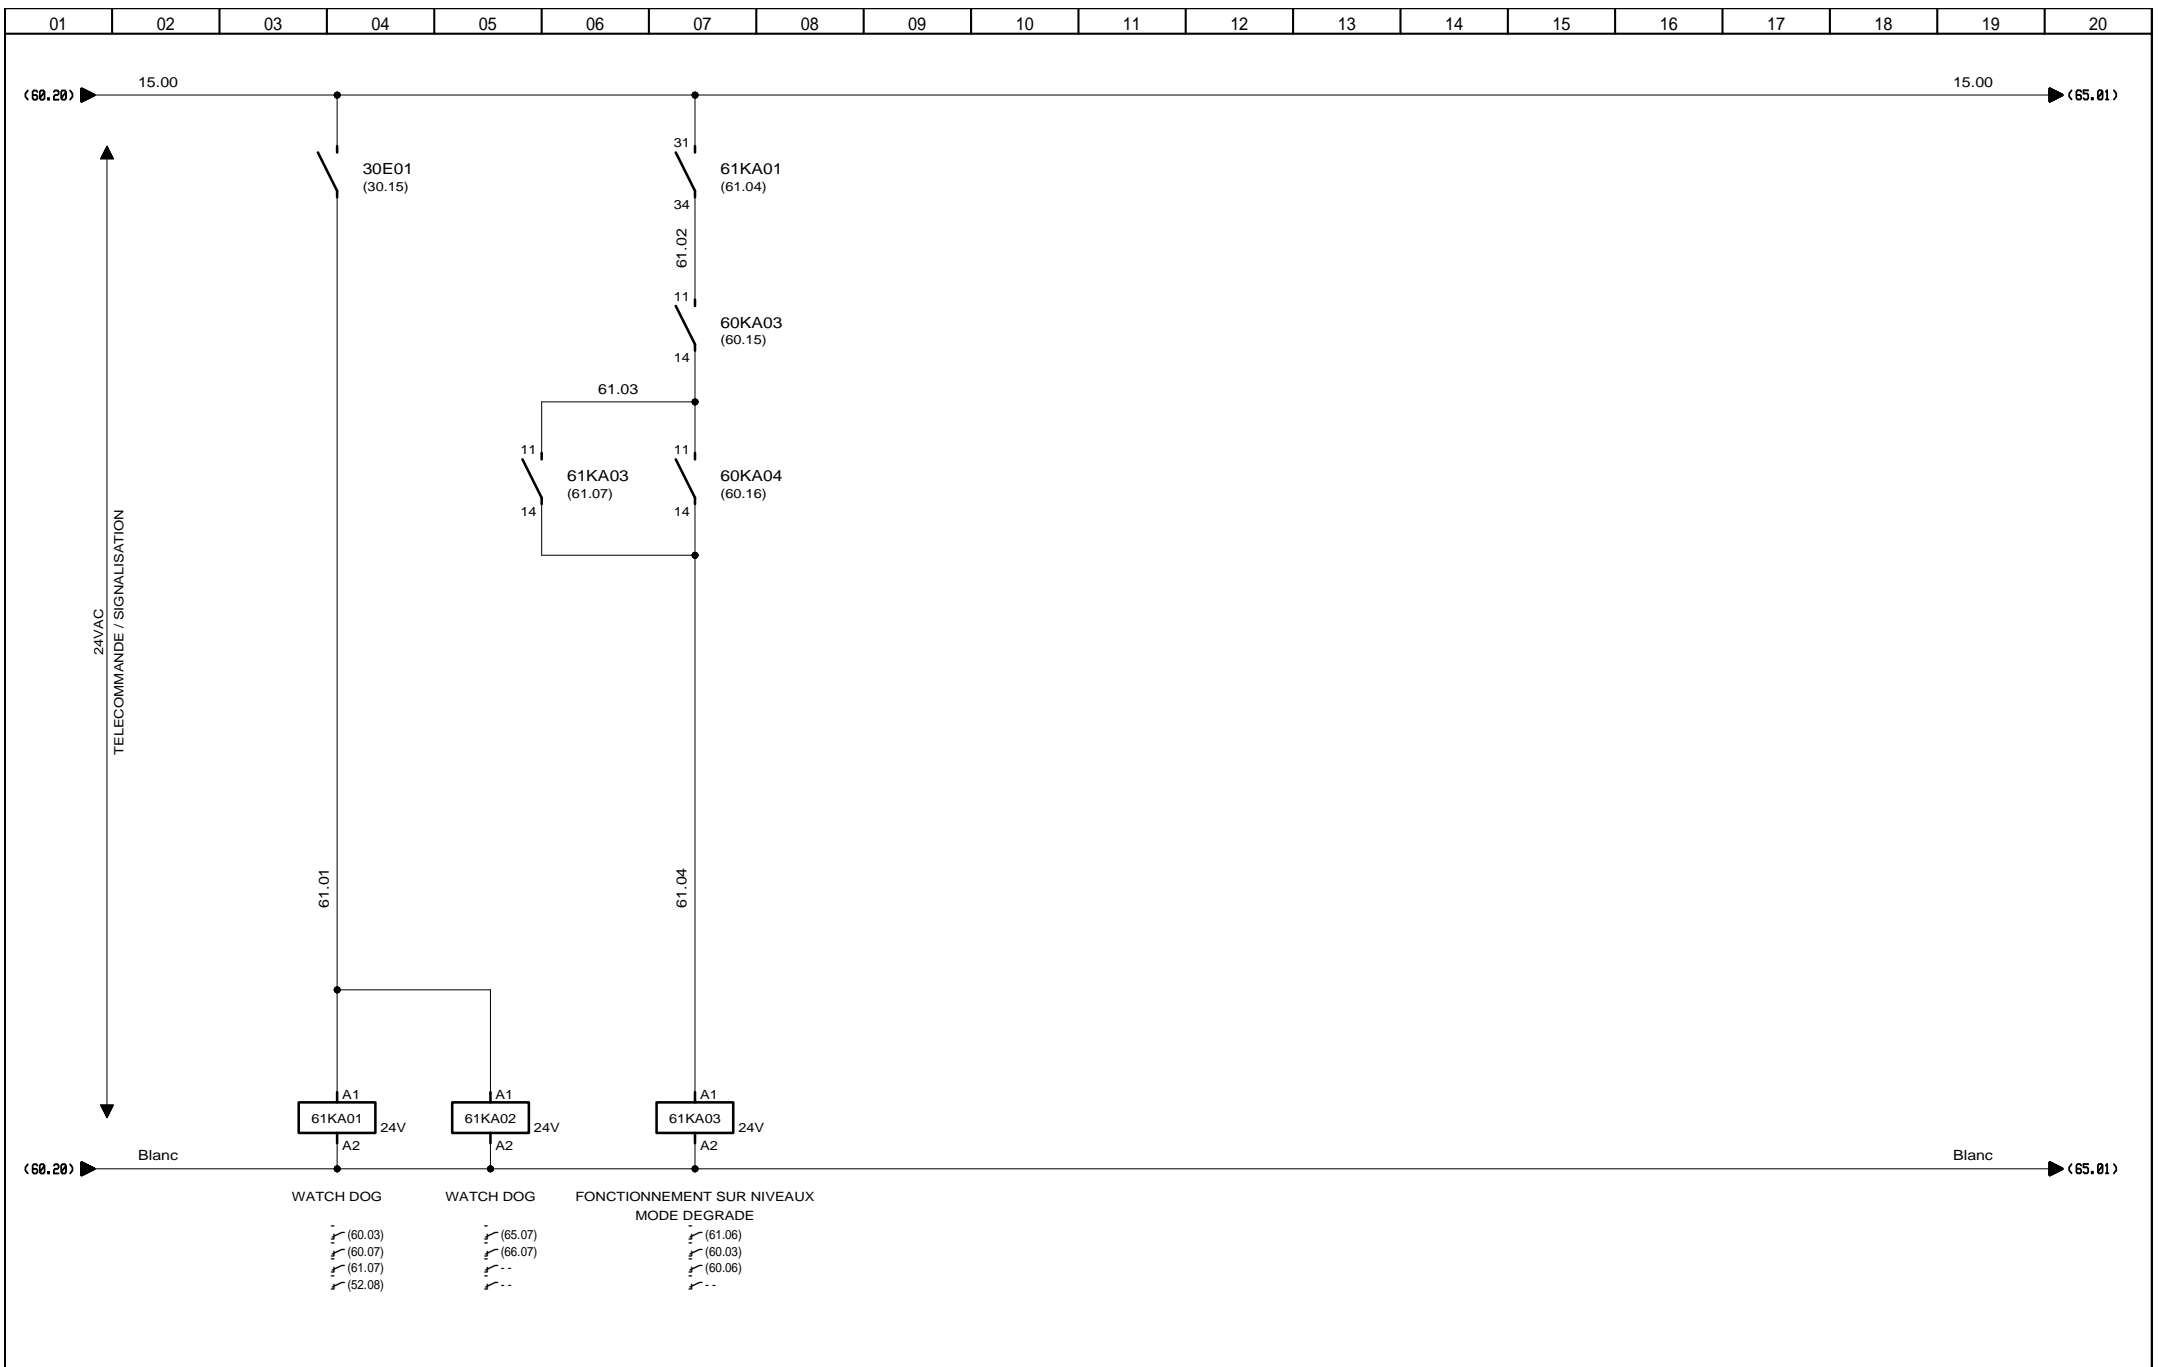 01 02 03 04 05 06 07 08 09 10 11 12 13 14 15 16 17 18 19 20
(60.20) 15.00 15.00 (65.01)
24VAC
TELECOMMANDE / SIGNALISATION
30E01
(30.15)
31
61KA01
(61.04)
34
61.02
11
60KA03
(60.15)
14
61.03
11
61KA03
(61.07)
14
11
60KA04
(60.16)
14
61.01
61.04
A1
61KA01
24V
A2
A1
61KA02
24V
A2
A1
61KA03
24V
A2
(60.20) Blanc Blanc (65.01)
WATCH DOG
(60.03)
(60.07)
(61.07)
(52.08)
WATCH DOG
(65.07)
(66.07)
--
--
FONCTIONNEMENT SUR NIVEAUX
MODE DEGRADE
(61.06)
(60.03)
(60.06)
--